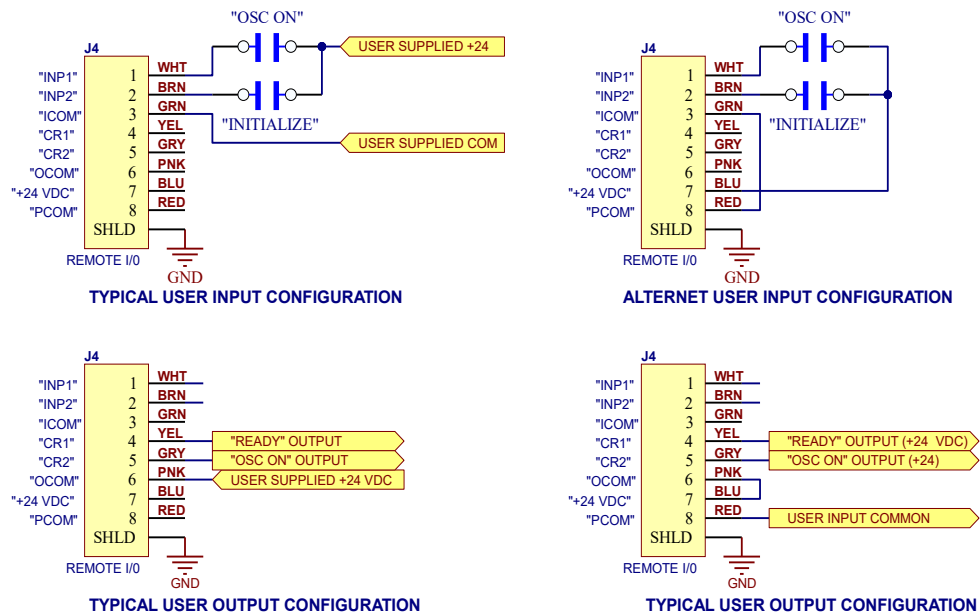 "OSC ON"
J4
USER SUPPLIED +24
"INP1" 1 WHT
"INP2" 2 BRN
"ICOM" 3 GRN
"INITIALIZE"
"CR1" 4 YEL
USER SUPPLIED COM
"CR2" 5 GRY
"OCOM" 6 PNK
"+24 VDC" 7 BLU
"PCOM" 8 RED
SHLD
REMOTE I/0
GND
TYPICAL USER INPUT CONFIGURATION
"OSC ON"
J4
"INP1" 1 WHT
"INP2" 2 BRN
"ICOM" 3 GRN
"INITIALIZE"
"CR1" 4 YEL
"CR2" 5 GRY
"OCOM" 6 PNK
"+24 VDC" 7 BLU
"PCOM" 8 RED
SHLD
REMOTE I/0
GND
ALTERNET USER INPUT CONFIGURATION
J4
"INP1" 1 WHT
"INP2" 2 BRN
"ICOM" 3 GRN
"CR1" 4 YEL "READY" OUTPUT
"CR2" 5 GRY "OSC ON" OUTPUT
"OCOM" 6 PNK USER SUPPLIED +24 VDC
"+24 VDC" 7 BLU
"PCOM" 8 RED
SHLD
REMOTE I/0
GND
TYPICAL USER OUTPUT CONFIGURATION
J4
"INP1" 1 WHT
"INP2" 2 BRN
"ICOM" 3 GRN
"CR1" 4 YEL "READY" OUTPUT (+24 VDC)
"CR2" 5 GRY "OSC ON" OUTPUT (+24)
"OCOM" 6 PNK
"+24 VDC" 7 BLU
"PCOM" 8 RED USER INPUT COMMON
SHLD
REMOTE I/0
GND
TYPICAL USER OUTPUT CONFIGURATION